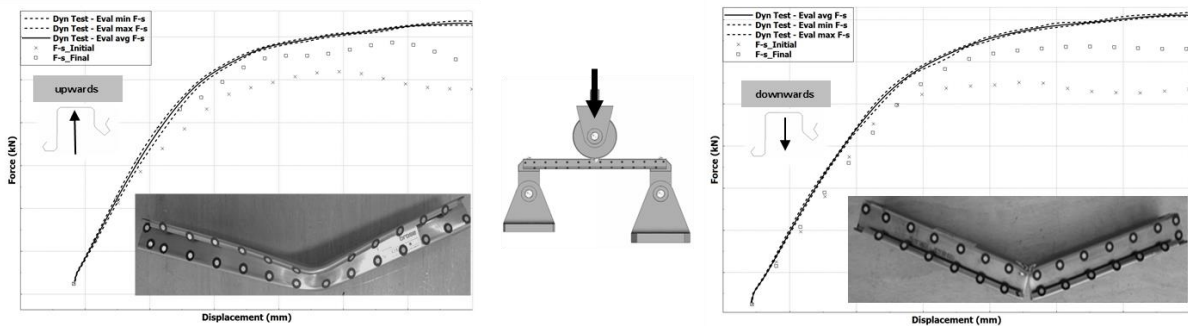 Dyn Test - Eval min F-s
Dyn Test - Eval max F-s
Dyn Test - Eval avg F-s
F-s_Initial
F-s_Final
upwards
Force (kN)
Displacement (mm)
Dyn Test - Eval avg F-s
Dyn Test - Eval min F-s
Dyn Test - Eval max F-s
F-s_Initial
F-s_Final
downwards
Force (kN)
Displacement (mm)